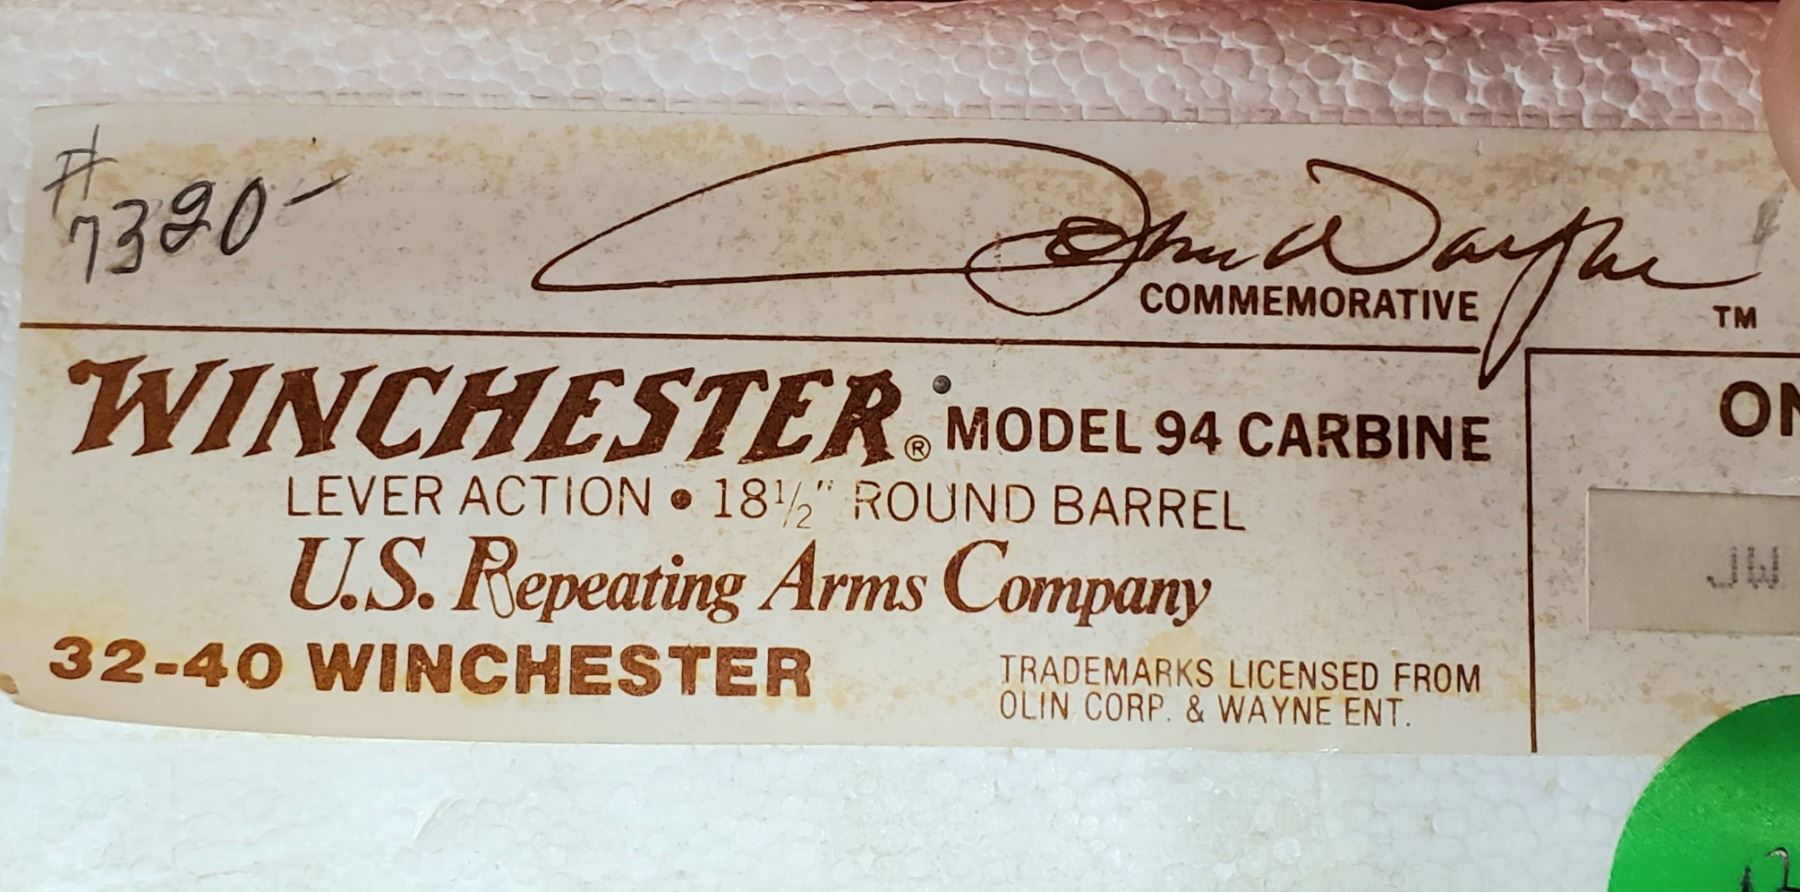 #
7320-
John Wayne
COMMEMORATIVE
TM
WINCHESTER® MODEL 94 CARBINE
LEVER ACTION • 18½" ROUND BARREL
U.S. Repeating Arms Company
32-40 WINCHESTER
TRADEMARKS LICENSED FROM
OLIN CORP. & WAYNE ENT.
ON
JW
12